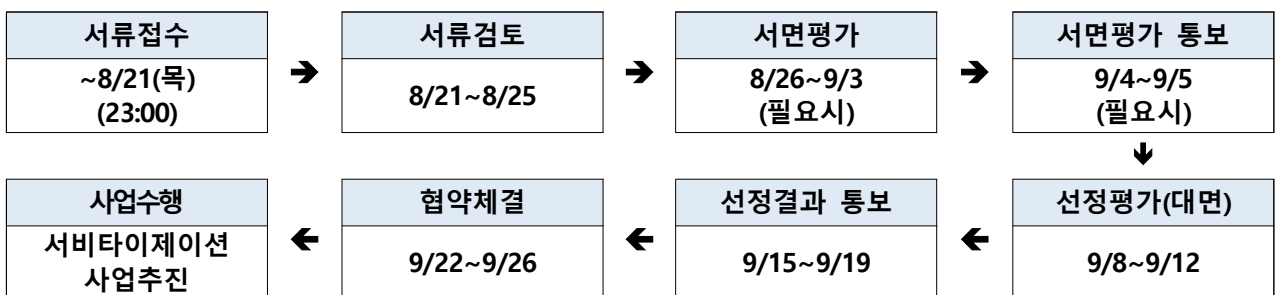 서류접수
~8/21(목)
(23:00)
서류검토
8/21~8/25
서면평가
8/26~9/3
(필요시)
서면평가 통보
9/4~9/5
(필요시)
선정평가(대면)
9/8~9/12
선정결과 통보
9/15~9/19
협약체결
9/22~9/26
사업수행
서비타이제이션
사업추진